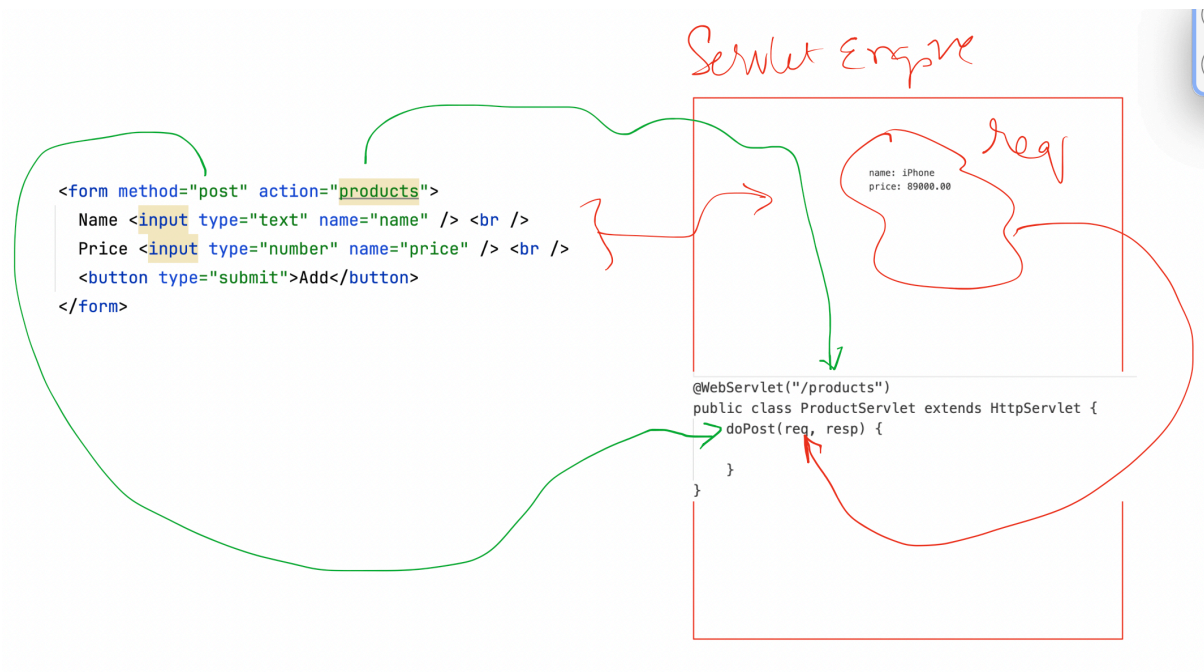 Servlet Engine
req
name: iPhone
price: 89000.00
<form method="post" action="products">
Name <input type="text" name="name" /> <br />
Price <input type="number" name="price" /> <br />
<button type="submit">Add</button>
</form>
@WebServlet("/products")
public class ProductServlet extends HttpServlet {
doPost(req, resp) {
}
}